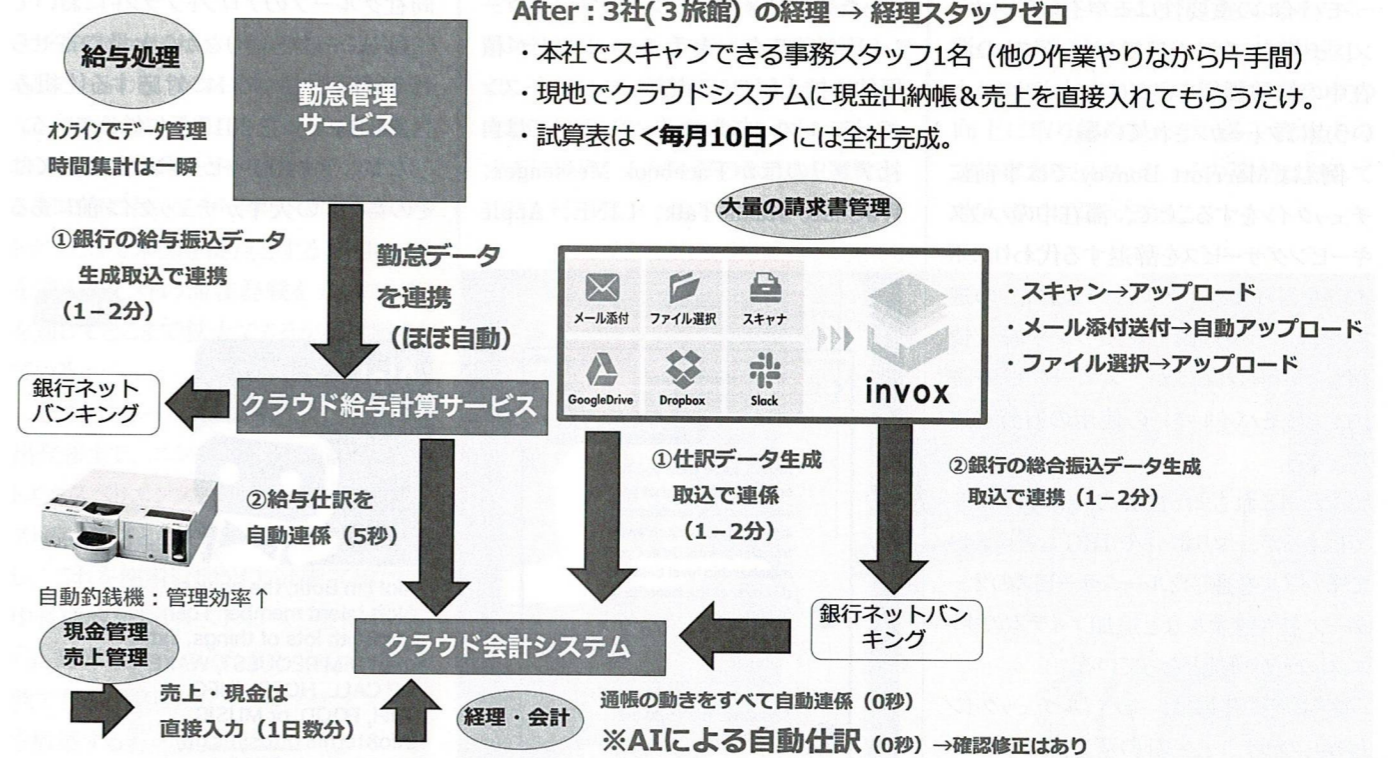 After：3社(３旅館）の経理 → 経理スタッフゼロ
・本社でスキャンできる事務スタッフ1名（他の作業やりながら片手間）
・現地でクラウドシステムに現金出納帳＆売上を直接入れてもらうだけ。
・試算表は＜毎月10日＞には全社完成。
給与処理
勤怠管理
サービス
ｵﾝﾗｲﾝでﾃﾞｰﾀ管理
時間集計は一瞬
大量の請求書管理
①銀行の給与振込データ
生成取込で連携
（1－2分）
勤怠データ
を連携
（ほぼ自動）
メール添付
ファイル選択
スキャナ
GoogleDrive
Dropbox
Slack
invox
・スキャン→アップロード
・メール添付送付→自動アップロード
・ファイル選択→アップロード
銀行ネット
バンキング
クラウド給与計算サービス
①仕訳データ生成
取込で連係
（1－2分）
②銀行の総合振込データ生成
取込で連携（1－2分）
②給与仕訳を
自動連係（5秒）
自動釣銭機：管理効率↑
現金管理
売上管理
クラウド会計システム
銀行ネットバン
キング
売上・現金は
直接入力（1日数分）
経理・会計
通帳の動きをすべて自動連係（0秒）
※AIによる自動仕訳（0秒）→確認修正はあり